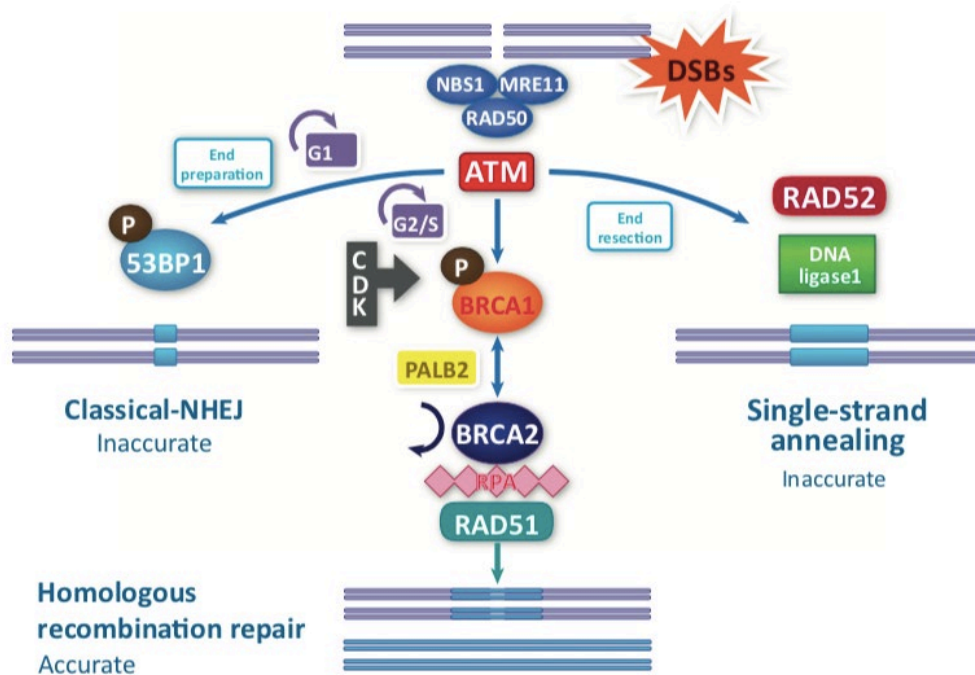 DSBs
NBS1
MRE11
RAD50
G1
End
preparation
ATM
RAD52
G2/S
End
resection
P
53BP1
DNA
ligase1
C
D
K
P
BRCA1
PALB2
Classical-NHEJ
Inaccurate
Single-strand
annealing
Inaccurate
BRCA2
RPA
RAD51
Homologous
recombination repair
Accurate